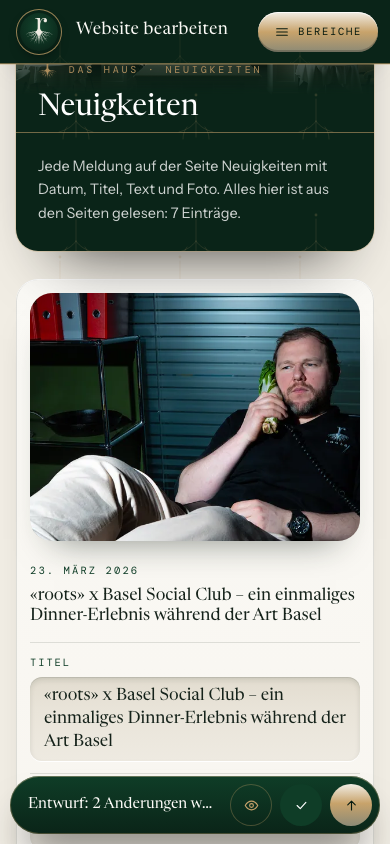 r
Website bearbeiten
BEREICHE
DAS HAUS · NEUIGKEITEN
Neuigkeiten
Jede Meldung auf der Seite Neuigkeiten mit
Datum, Titel, Text und Foto. Alles hier ist aus
den Seiten gelesen: 7 Einträge.
23. MÄRZ 2026
«roots» x Basel Social Club – ein einmaliges
Dinner-Erlebnis während der Art Basel
TITEL
«roots» x Basel Social Club – ein
einmaliges Dinner-Erlebnis während der
Art Basel
Entwurf: 2 Änderungen w...